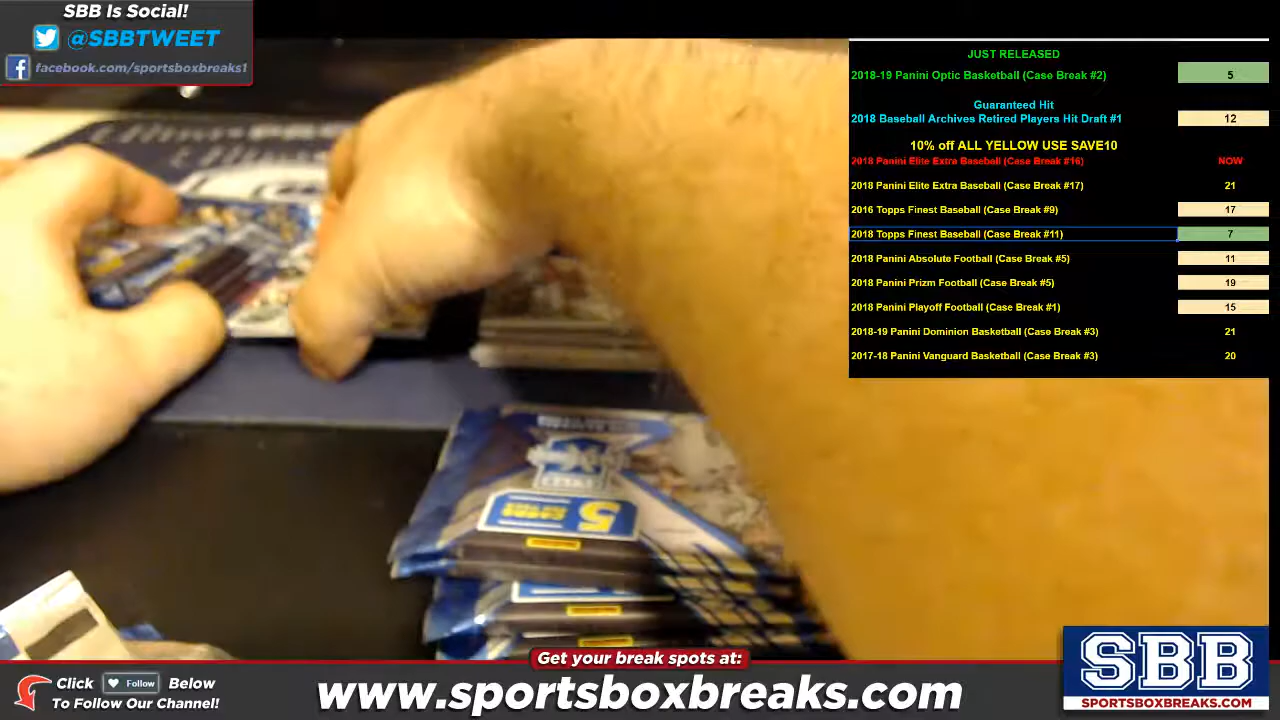 SBB Is Social!
@SBBTWEET
facebook.com/sportsboxbreaks1
JUST RELEASED
2018-19 Panini Optic Basketball (Case Break #2) 5
Guaranteed Hit
2018 Baseball Archives Retired Players Hit Draft #1 12
10% off ALL YELLOW USE SAVE10
2018 Panini Elite Extra Baseball (Case Break #16) NOW
2018 Panini Elite Extra Baseball (Case Break #17) 21
2016 Topps Finest Baseball (Case Break #9) 17
2018 Topps Finest Baseball (Case Break #11) 7
2018 Panini Absolute Football (Case Break #5) 11
2018 Panini Prizm Football (Case Break #5) 19
2018 Panini Playoff Football (Case Break #1) 15
2018-19 Panini Dominion Basketball (Case Break #3) 21
2017-18 Panini Vanguard Basketball (Case Break #3) 20
5
Get your break spots at:
Click Follow Below
To Follow Our Channel!
www.sportsboxbreaks.com
SBB
SPORTSBOXBREAKS.COM